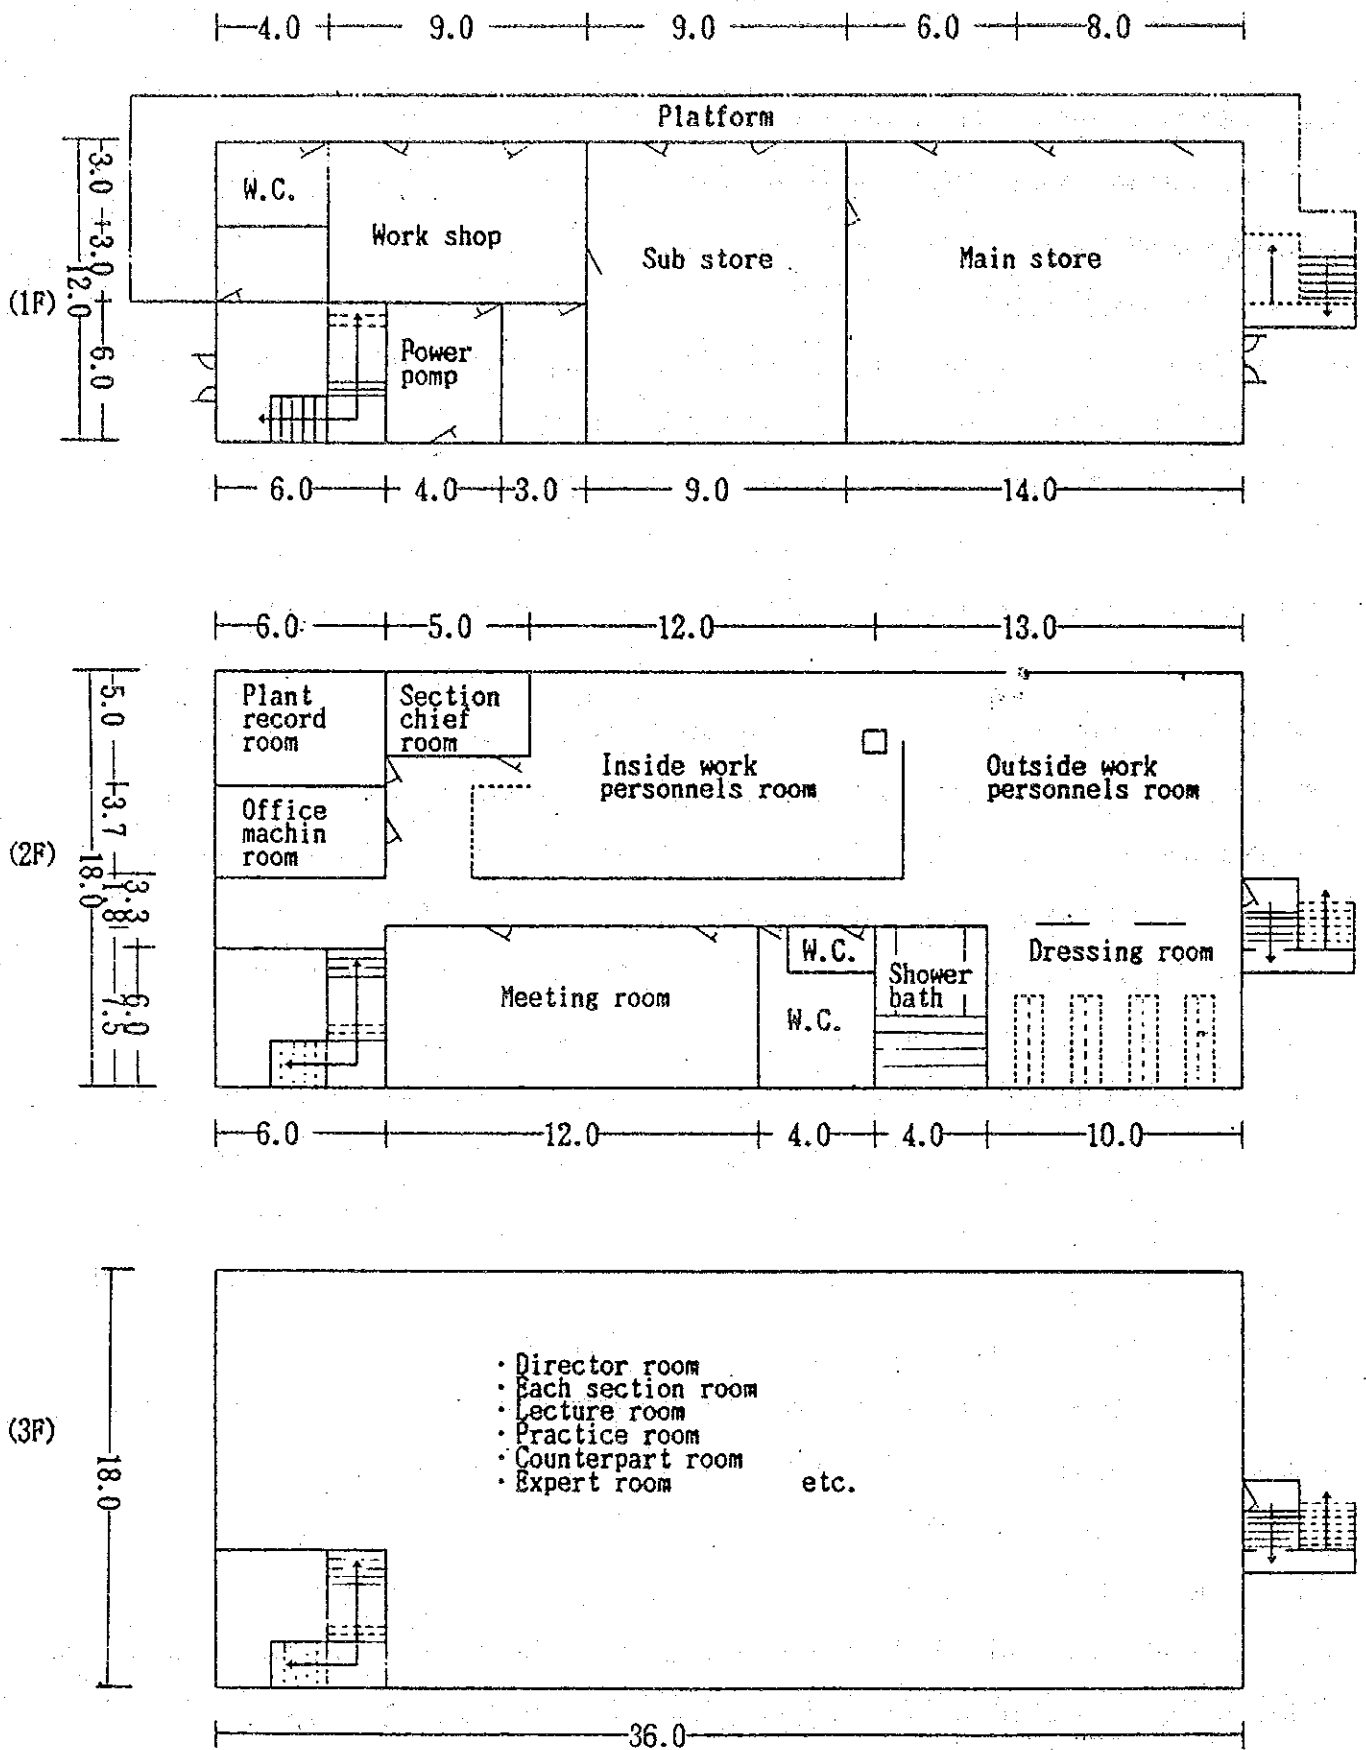 4.0 9.0 9.0 6.0 8.0
Platform
W.C.
Work shop
Sub store
Main store
Power
pomp
(1F)
3.0 3.0 6.0
12.0
6.0 4.0 3.0 9.0 14.0
6.0 5.0 12.0 13.0
Plant
record
room
Section
chief
room
Inside work
personnels room
Outside work
personnels room
Office
machin
room
(2F)
5.0 3.7 1.8 7.5
3.3 6.0
18.0
Meeting room
W.C.
W.C.
Shower
bath
Dressing room
6.0 12.0 4.0 4.0 10.0
(3F)
18.0
· Director room
· Each section room
· Lecture room
· Practice room
· Counterpart room
· Expert room etc.
36.0